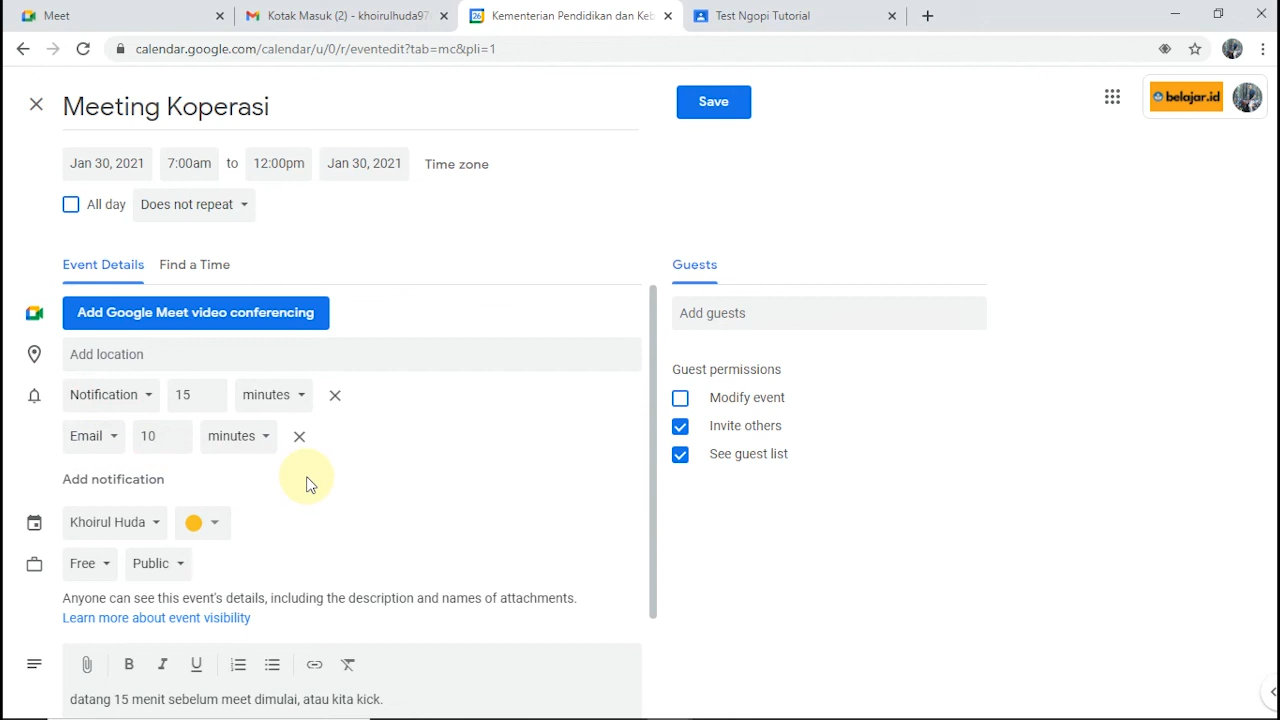 Meet
Kotak Masuk (2) - khoirulhuda97
Kementerian Pendidikan dan Keb
Test Ngopi Tutorial
calendar.google.com/calendar/u/0/r/eventedit?tab=mc&pli=1
Meeting Koperasi
Save
belajar.id
Jan 30, 2021 7:00am to 12:00pm Jan 30, 2021 Time zone
All day Does not repeat
Event Details Find a Time
Guests
Add Google Meet video conferencing
Add guests
Add location
Guest permissions
Notification 15 minutes
Modify event
Invite others
Email 10 minutes
See guest list
Add notification
Khoirul Huda
Free Public
Anyone can see this event's details, including the description and names of attachments.
Learn more about event visibility
B I U
datang 15 menit sebelum meet dimulai, atau kita kick.